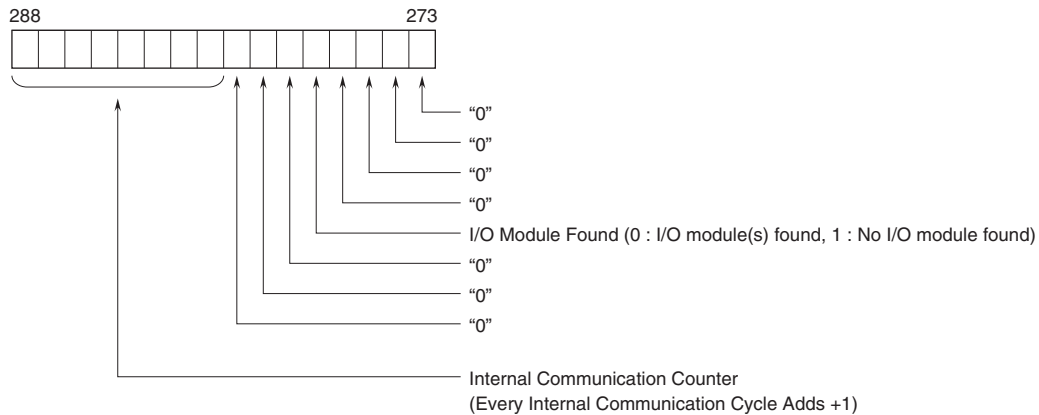 288 273
“0”
“0”
“0”
“0”
I/O Module Found (0 : I/O module(s) found, 1 : No I/O module found)
“0”
“0”
“0”
Internal Communication Counter
(Every Internal Communication Cycle Adds +1)